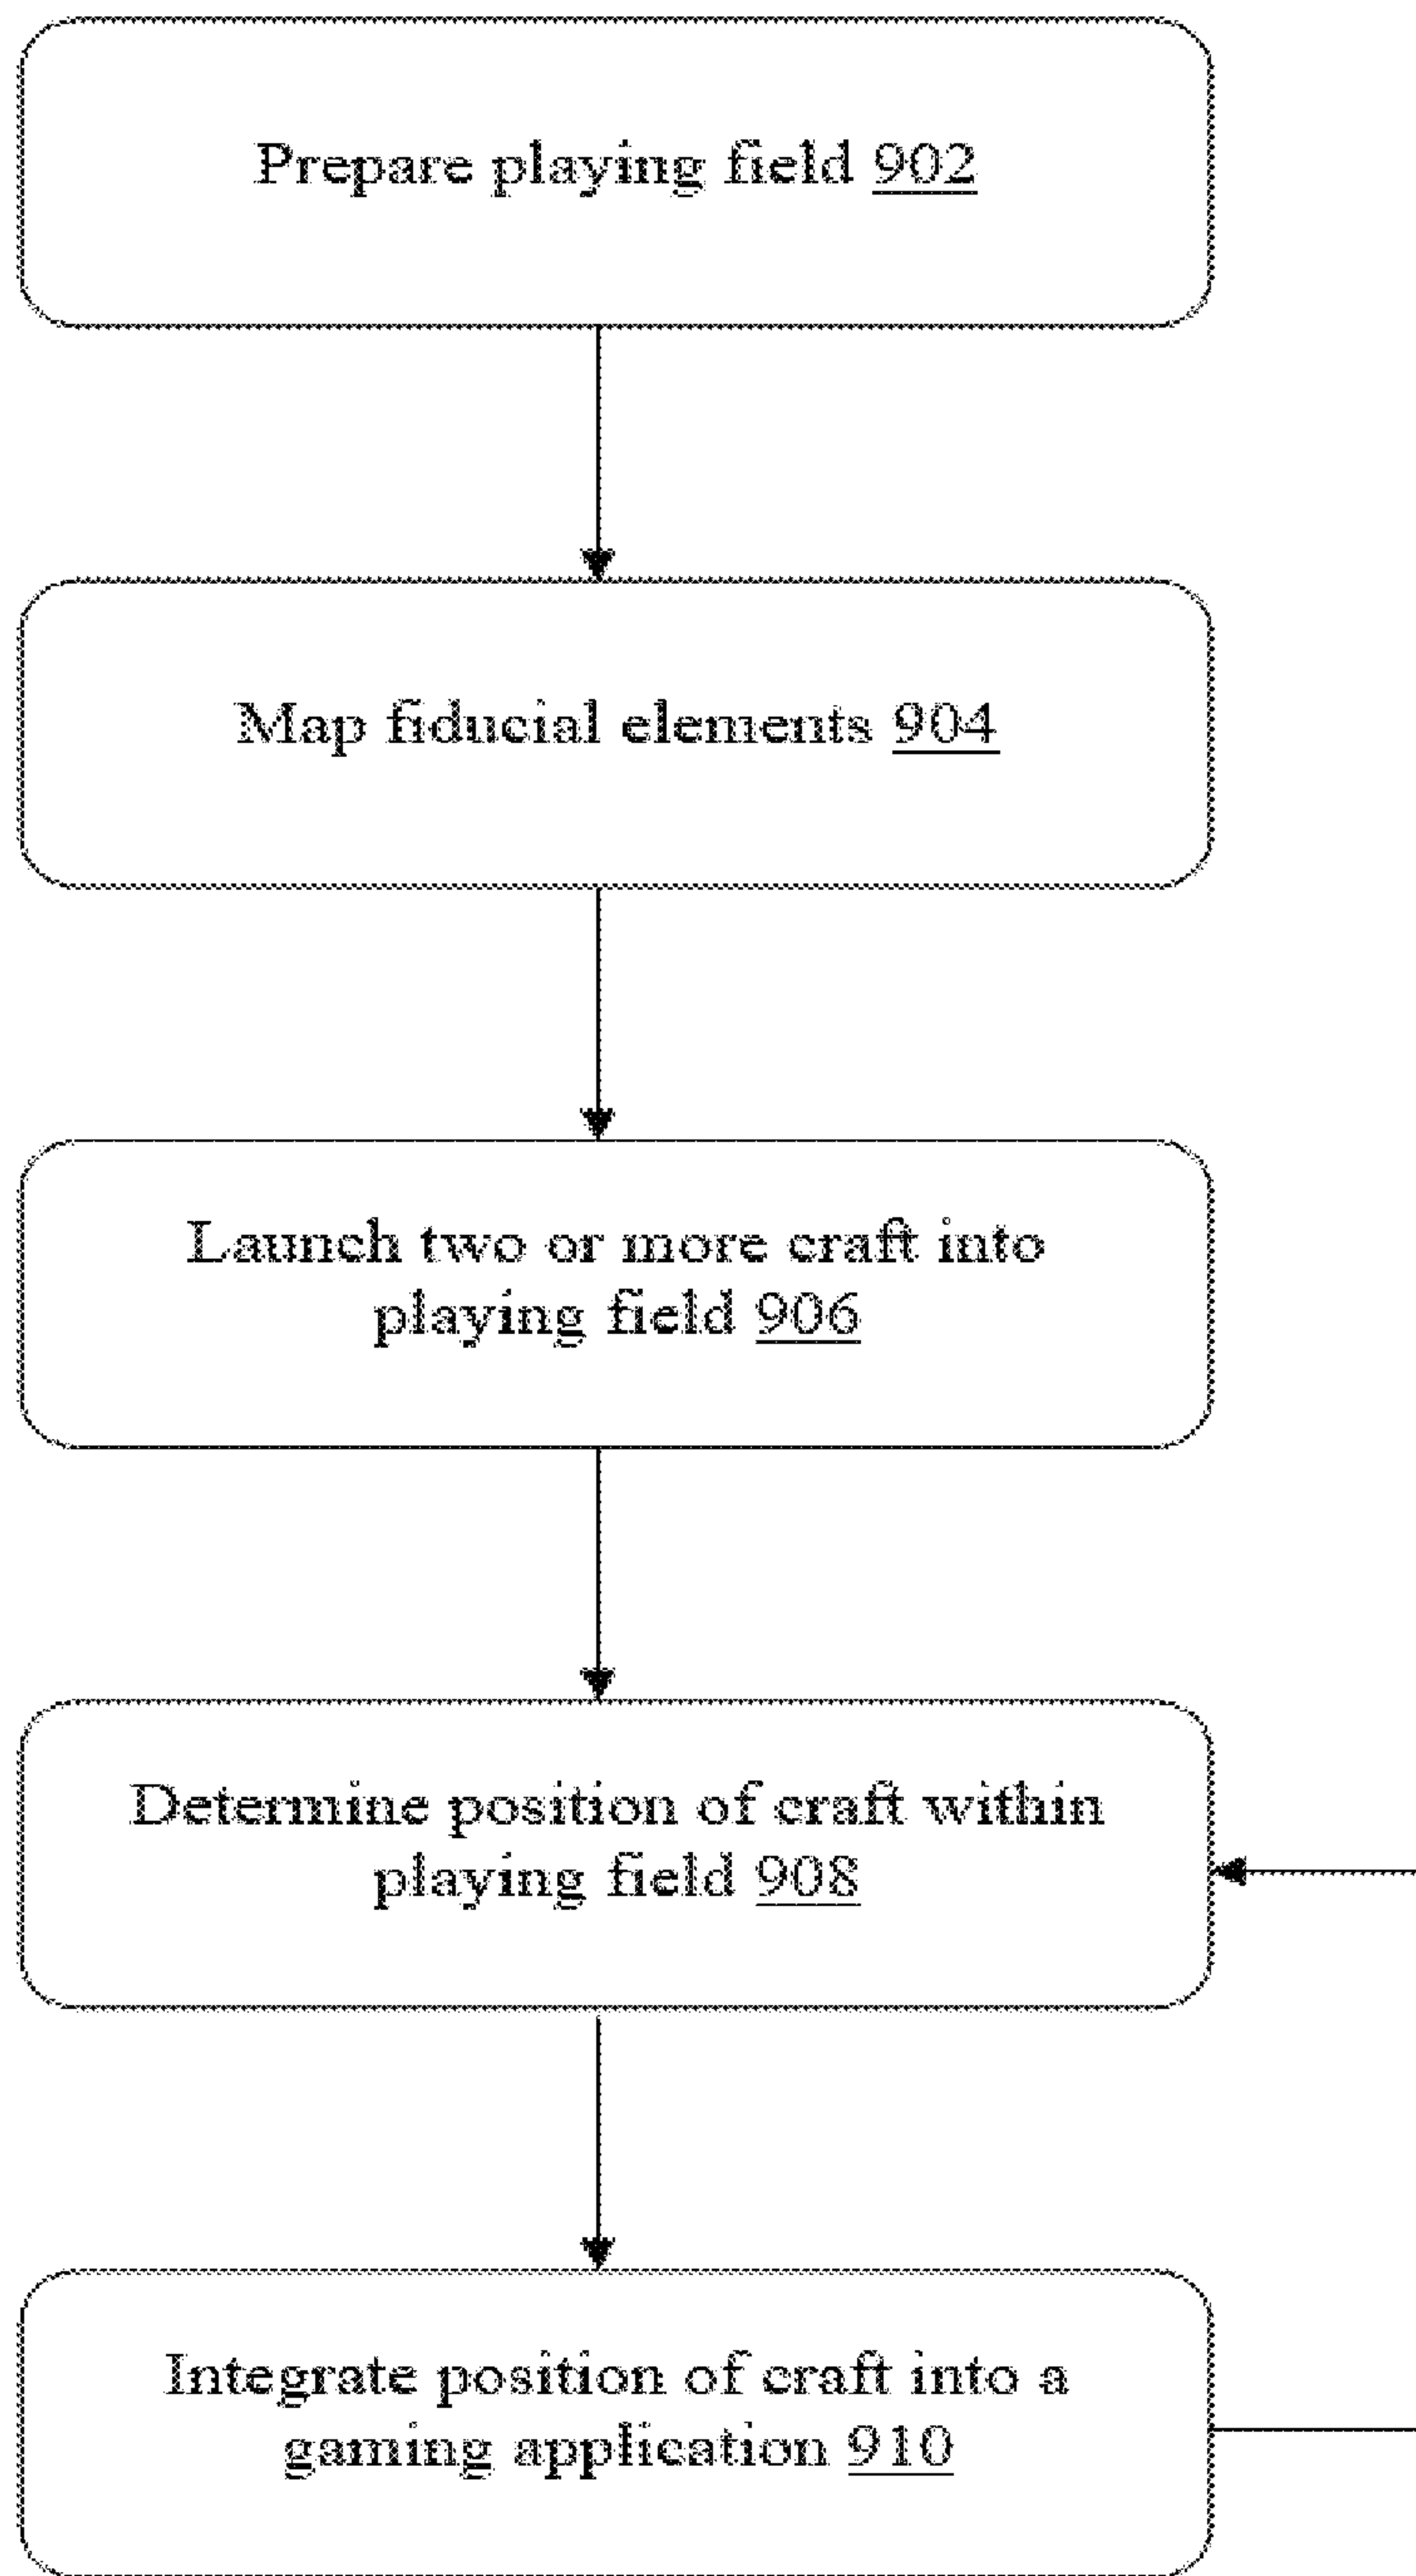 Prepare playing field 902
Map fiducial elements 904
Launch two or more craft into
playing field 906
Determine position of craft within
playing field 908
Integrate position of craft into a
gaming application 910